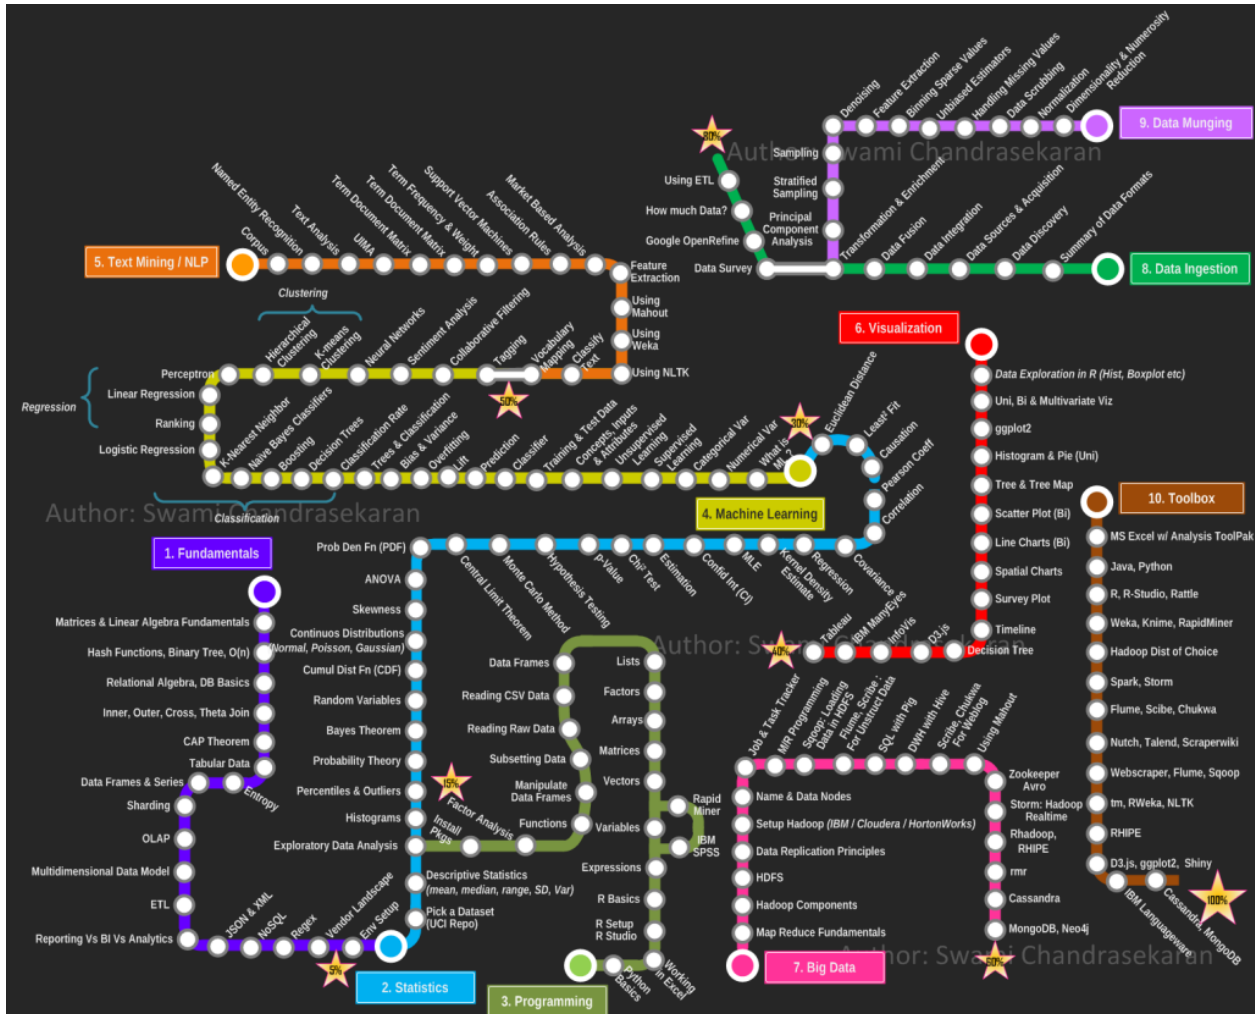 Denoising
Feature Extraction
Binning Sparse Values
Unbiased Estimators
Handling Missing Values
Data Scrubbing
Normalization
Dimensionality & Numerosity
Reduction
9. Data Munging
80%
Author: Swami Chandrasekaran
Sampling
Stratified
Sampling
Principal
Component
Analysis
Using ETL
How much Data?
Google OpenRefine
Data Survey
Transformation & Enrichment
Data Fusion
Data Integration
Data Sources & Acquisition
Data Discovery
Summary of Data Formats
8. Data Ingestion
5. Text Mining / NLP
Corpus
Named Entity Recognition
Text Analysis
UIMA
Term Document Matrix
Term Document Matrix
Term Frequency & Weight
Support Vector Machines
Association Rules
Market Based Analysis
Feature
Extraction
Using
Mahout
Using
Weka
Using NLTK
Classify
Text
Vocabulary
Mapping
50%
Tagging
Collaborative Filtering
Sentiment Analysis
Neural Networks
K-means
Clustering
Hierarchical
Clustering
Clustering
Perceptron
Linear Regression
Regression
Ranking
Logistic Regression
K-Nearest Neighbor
Naive Bayes Classifiers
Boosting
Decision Trees
Classification Rate
Trees & Classification
Bias & Variance
Overfitting
Lift
Prediction
Classifier
Training & Test Data
Concepts, Inputs
& Attributes
Unsupervised
Learning
Supervised
Learning
Categorical Var
Numerical Var
What is
ML?
30%
4. Machine Learning
Classification
Author: Swami Chandrasekaran
Euclidean Distance
Least Fit
Causation
Pearson Coeff
Correlation
Covariance
Regression
Kernel Density
Estimate
MLE
Confid Int (CI)
Estimation
Chi² Test
p-Value
Hypothesis Testing
Monte Carlo Method
Central Limit Theorem
Prob Den Fn (PDF)
ANOVA
Skewness
Continuos Distributions
(Normal, Poisson, Gaussian)
Cumul Dist Fn (CDF)
Random Variables
Bayes Theorem
Probability Theory
Percentiles & Outliers
Histograms
Exploratory Data Analysis
Descriptive Statistics
(mean, median, range, SD, Var)
Pick a Dataset
(UCI Repo)
2. Statistics
1. Fundamentals
Matrices & Linear Algebra Fundamentals
Hash Functions, Binary Tree, O(n)
Relational Algebra, DB Basics
Inner, Outer, Cross, Theta Join
CAP Theorem
Tabular Data
Entropy
Data Frames & Series
Sharding
OLAP
Multidimensional Data Model
ETL
Reporting Vs BI Vs Analytics
JSON & XML
NoSQL
Regex
Vendor Landscape
Env Setup
5%
15%
Install
Pkgs
Factor Analysis
Functions
Manipulate
Data Frames
Subsetting Data
Reading Raw Data
Reading CSV Data
Data Frames
Lists
Factors
Arrays
Matrices
Vectors
Variables
Rapid
Miner
IBM
SPSS
Expressions
R Basics
R Setup
R Studio
Working
in Excel
Python
Basics
3. Programming
6. Visualization
Data Exploration in R (Hist, Boxplot etc)
Uni, Bi & Multivariate Viz
ggplot2
Histogram & Pie (Uni)
Tree & Tree Map
Scatter Plot (Bi)
Line Charts (Bi)
Spatial Charts
Survey Plot
Timeline
Decision Tree
D3.js
InfoVis
IBM ManyEyes
Tableau
40%
Author: Swami Chandrasekaran
Job & Task Tracker
M/R Programming
Sqoop: Loading
Data in HDFS
Flume, Scribe :
For Unstruct Data
SQL with Pig
DWH with Hive
Scribe, Chukwa
For Weblog
Using Mahout
Zookeeper
Avro
Storm: Hadoop
Realtime
Rhadoop,
RHIPE
rmr
Cassandra
MongoDB, Neo4j
60%
Name & Data Nodes
Setup Hadoop (IBM / Cloudera / HortonWorks)
Data Replication Principles
HDFS
Hadoop Components
Map Reduce Fundamentals
7. Big Data
Author: Swami Chandrasekaran
10. Toolbox
MS Excel w/ Analysis ToolPak
Java, Python
R, R-Studio, Rattle
Weka, Knime, RapidMiner
Hadoop Dist of Choice
Spark, Storm
Flume, Scibe, Chukwa
Nutch, Talend, Scraperwiki
Webscraper, Flume, Sqoop
tm, RWeka, NLTK
RHIPE
D3.js, ggplot2, Shiny
IBM Languageware
Cassandra, MongoDB
100%